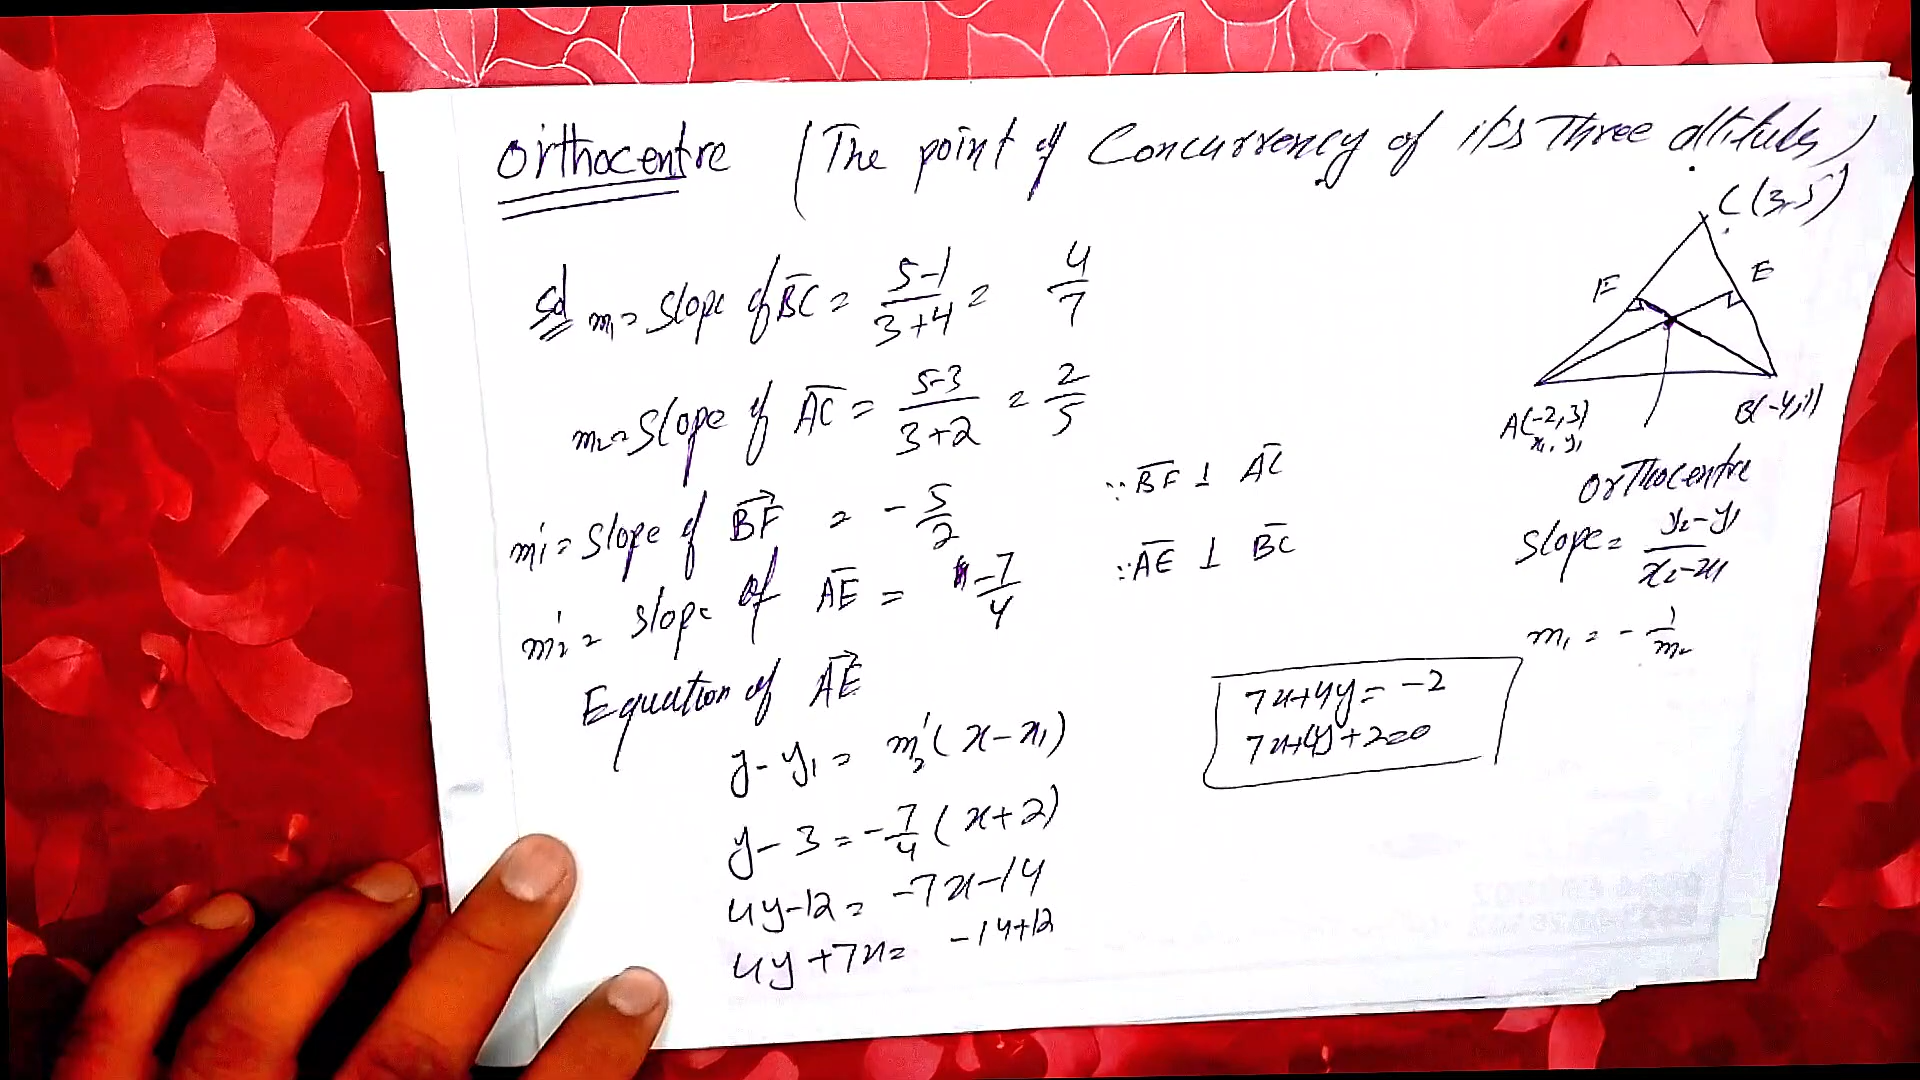 Orthocentre (The point of Concurrency of its Three altitudes)
Sol m₁ = Slope of BC = 5-1/3+4 = 4/7
m₂ = Slope of AC = 5-3/3+2 = 2/5
m₁' = Slope of BF = -5/2 ∵ BF ⊥ AC
m₂' = Slope of AE = -7/4 ∵ AE ⊥ BC
Equation of AE
y - y₁ = m₂'(x - x₁)
y - 3 = -7/4 (x+2)
4y-12 = -7x-14
4y+7x = -14+12
7x+4y = -2
7x+4y+2=0
C(3,5)
F
E
A(-2,3)
x₁, y₁
B(-4,1)
Orthocentre
Slope = y₂-y₁/x₂-x₁
m₁ = -1/m₂